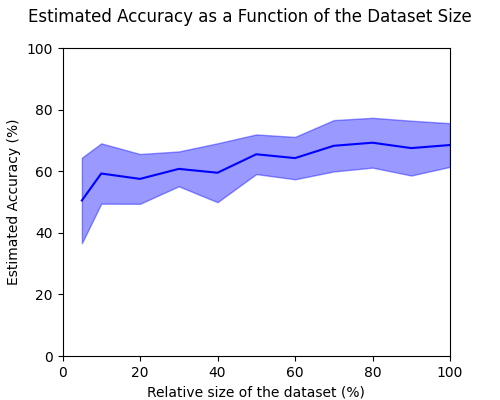 Estimated Accuracy as a Function of the Dataset Size
100
80
60
40
20
0
Estimated Accuracy (%)
0 20 40 60 80 100
Relative size of the dataset (%)